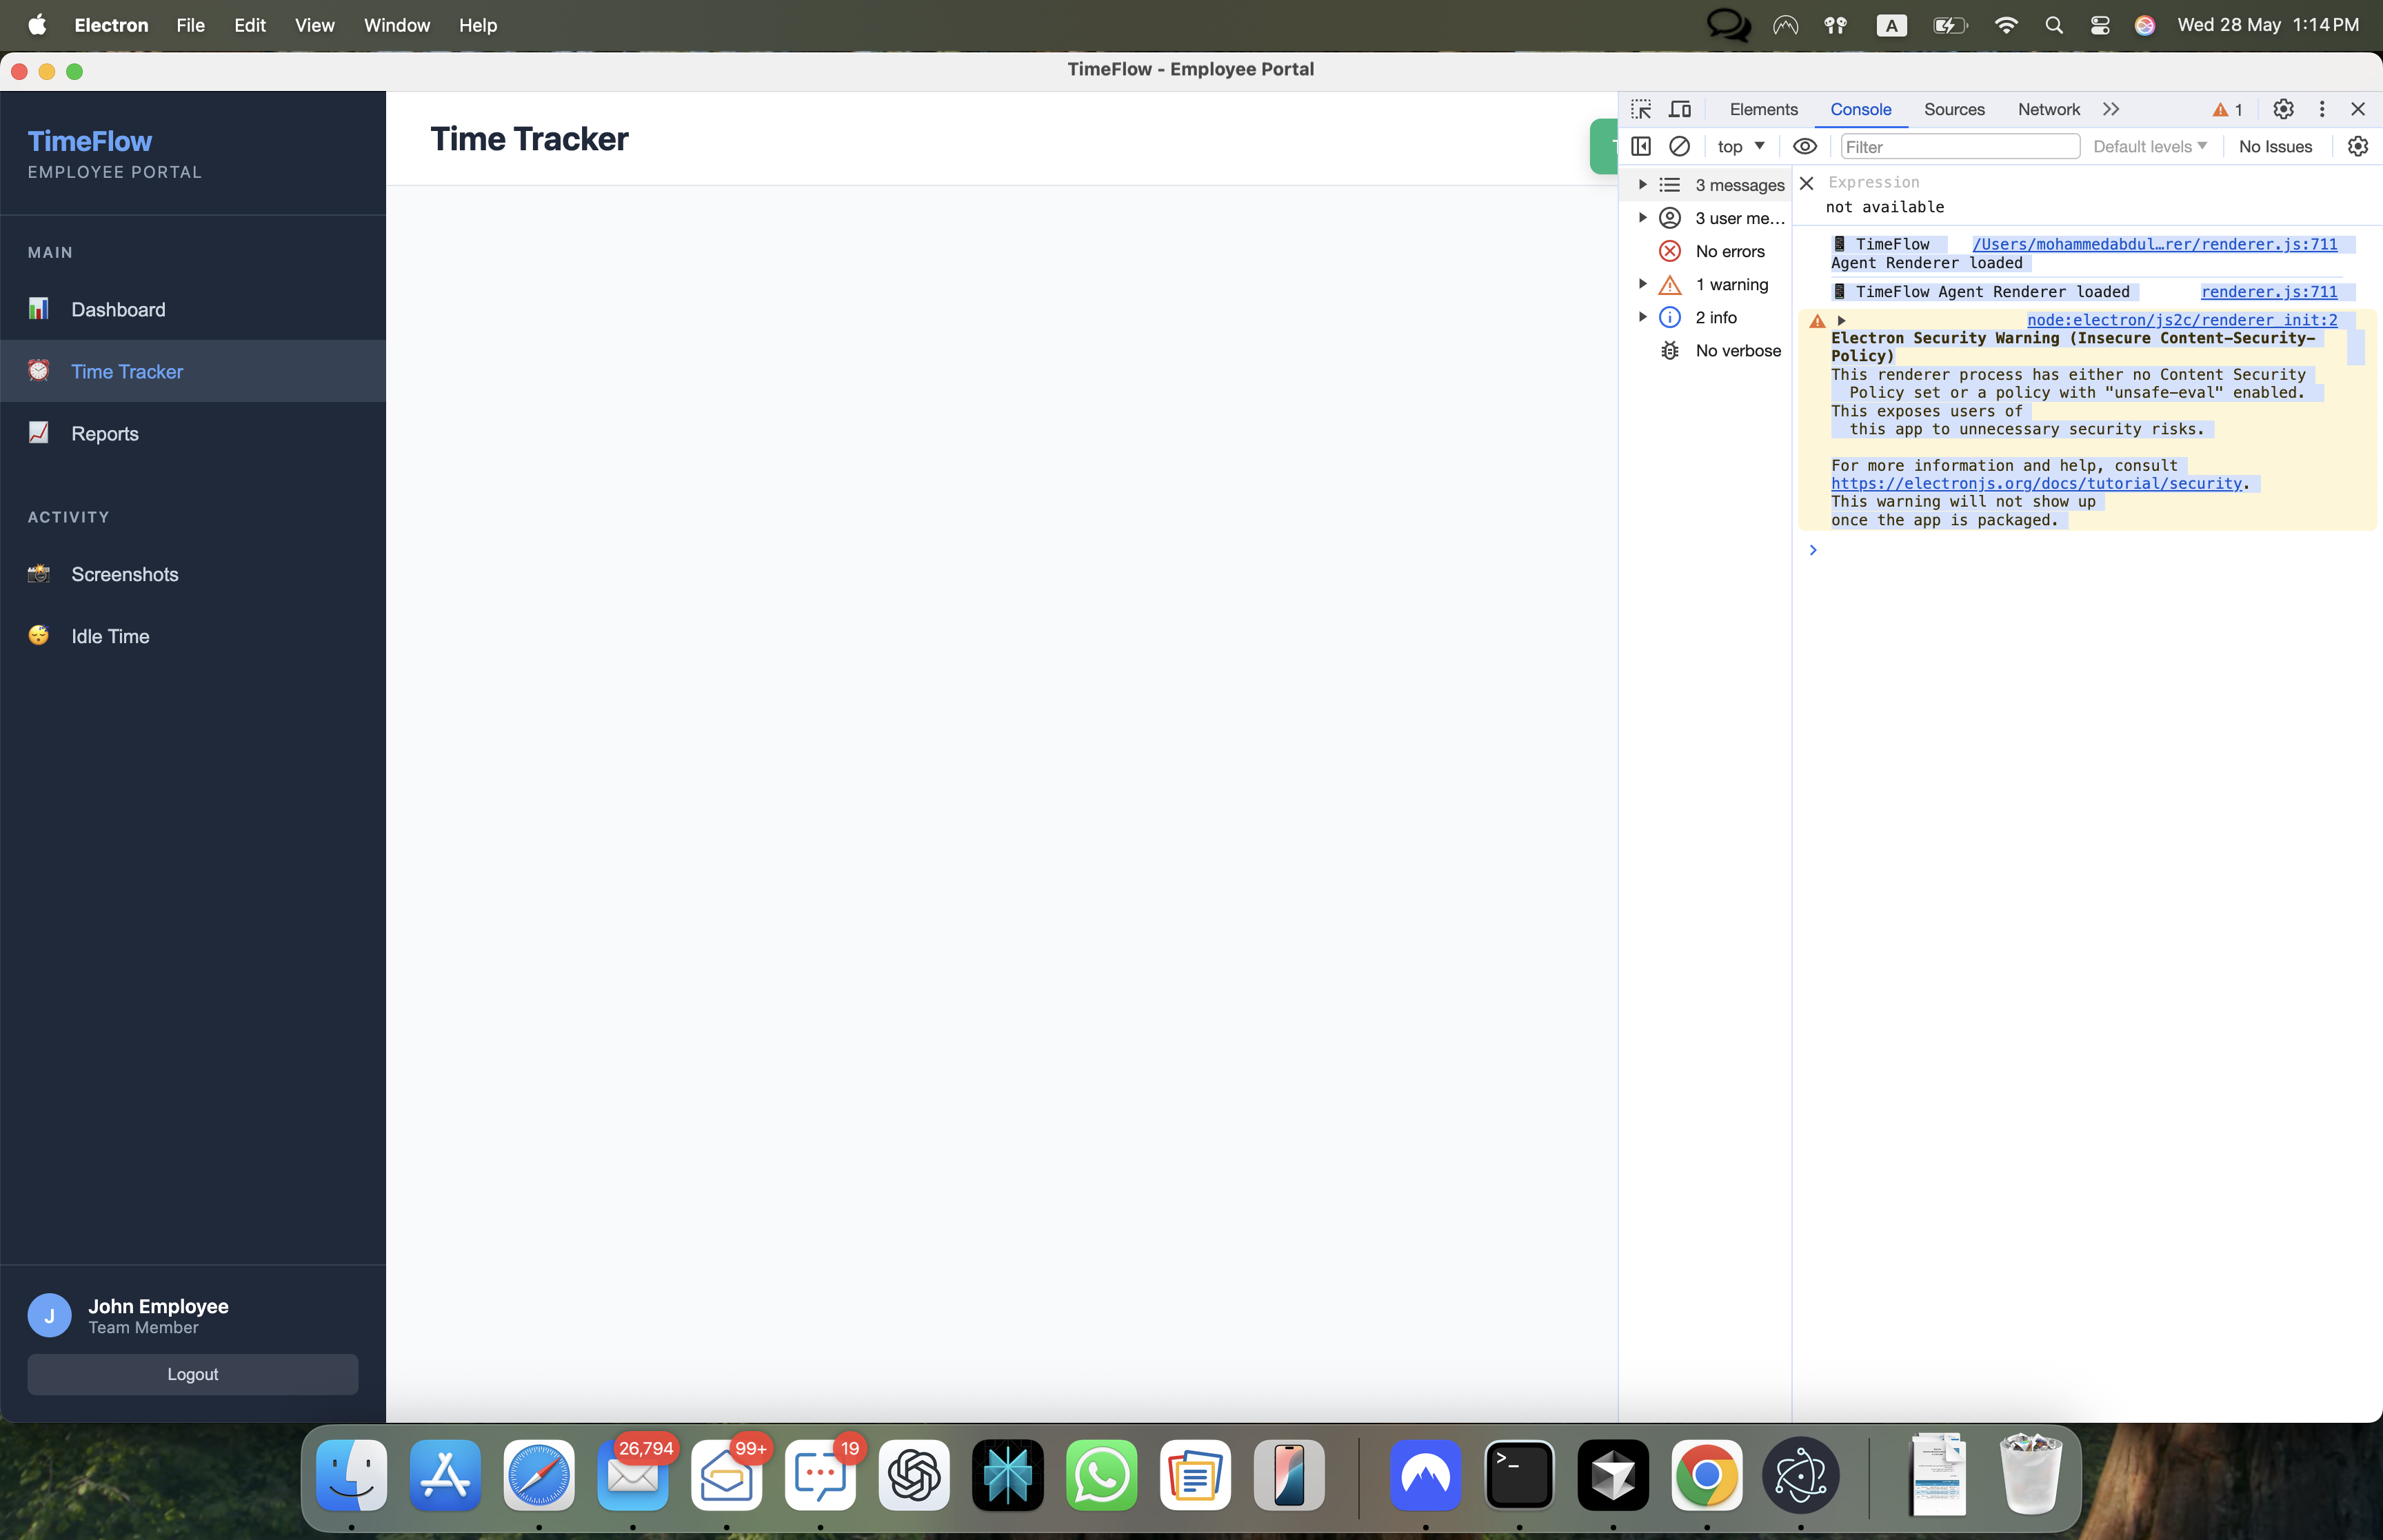 Electron File Edit View Window Help
A
Wed 28 May 1:14 PM
TimeFlow - Employee Portal
TimeFlow
EMPLOYEE PORTAL
MAIN
Dashboard
Time Tracker
Reports
ACTIVITY
Screenshots
Idle Time
J
John Employee
Team Member
Logout
Time Tracker
T
Elements Console Sources Network
1
top
Filter
Default levels
No Issues
3 messages
3 user me…
No errors
1 warning
2 info
No verbose
Expression
not available
TimeFlow /Users/mohammedabdul…rer/renderer.js:711
Agent Renderer loaded
TimeFlow Agent Renderer loaded renderer.js:711
node:electron/js2c/renderer_init:2
Electron Security Warning (Insecure Content-Security-
Policy)
This renderer process has either no Content Security
Policy set or a policy with "unsafe-eval" enabled.
This exposes users of
this app to unnecessary security risks.
For more information and help, consult
https://electronjs.org/docs/tutorial/security.
This warning will not show up
once the app is packaged.
26,794
99+
19